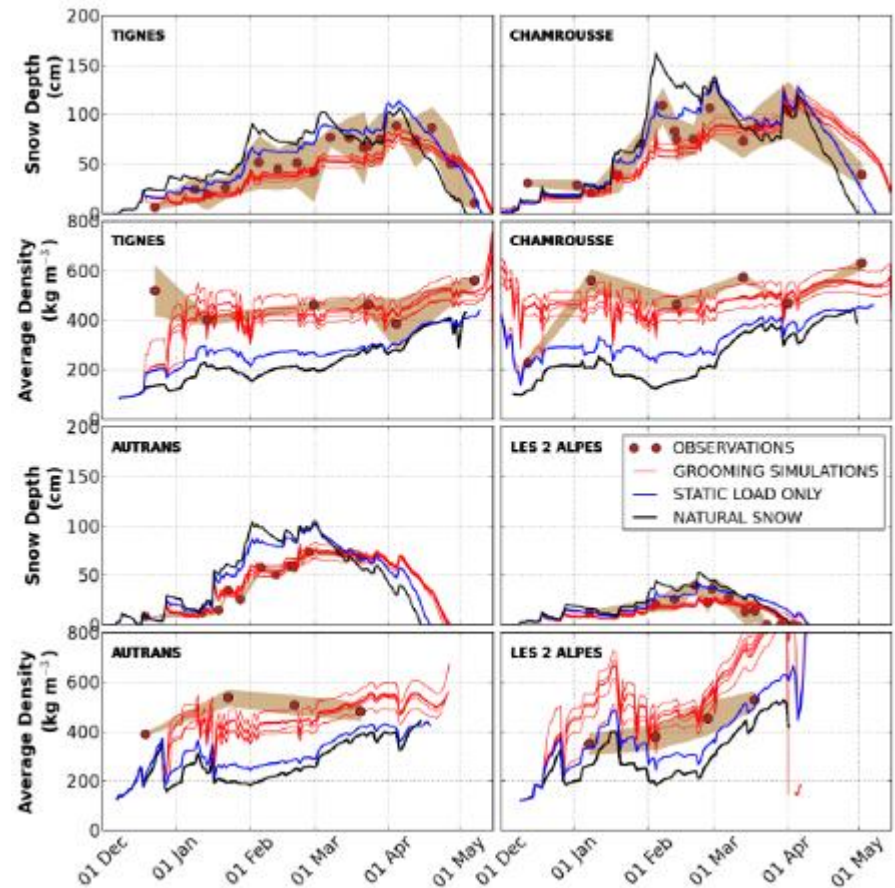 200
150
100
50
0
Snow Depth
(cm)
TIGNES
CHAMROUSSE
800
600
400
200
0
Average Density
(kg m⁻³)
TIGNES
CHAMROUSSE
200
150
100
50
0
Snow Depth
(cm)
AUTRANS
LES 2 ALPES
OBSERVATIONS
GROOMING SIMULATIONS
STATIC LOAD ONLY
NATURAL SNOW
800
600
400
200
0
Average Density
(kg m⁻³)
AUTRANS
LES 2 ALPES
01 Dec
01 Jan
01 Feb
01 Mar
01 Apr
01 May
01 Dec
01 Jan
01 Feb
01 Mar
01 Apr
01 May